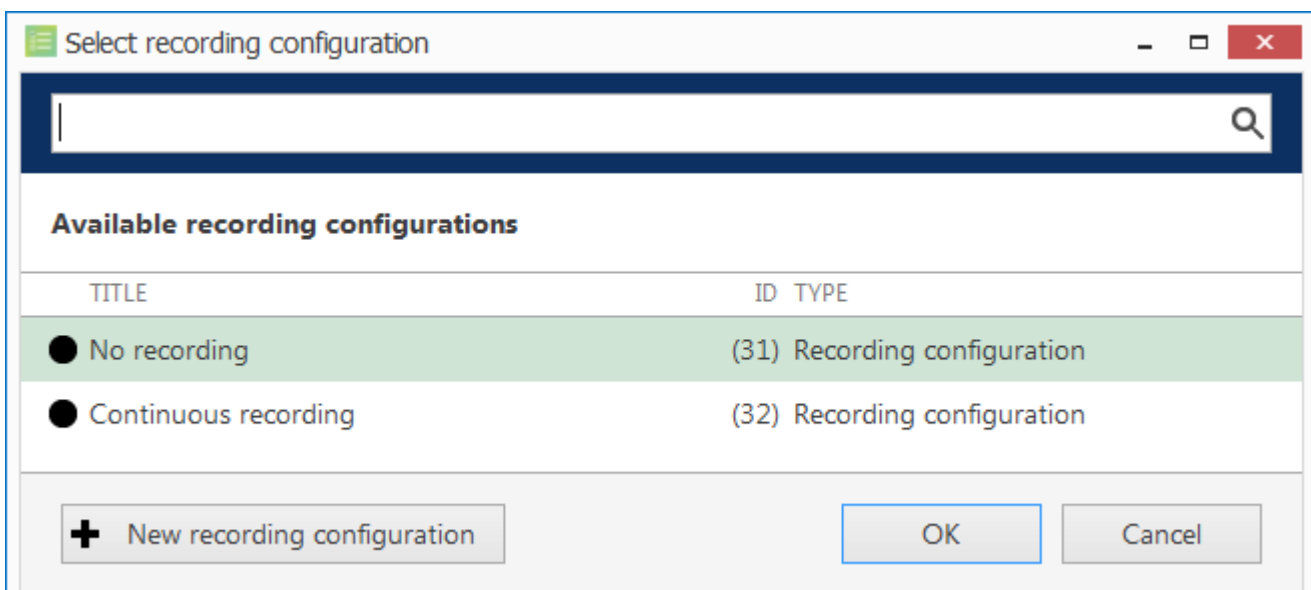 Select recording configuration
Available recording configurations
TITLE ID TYPE
No recording (31) Recording configuration
Continuous recording (32) Recording configuration
New recording configuration OK Cancel